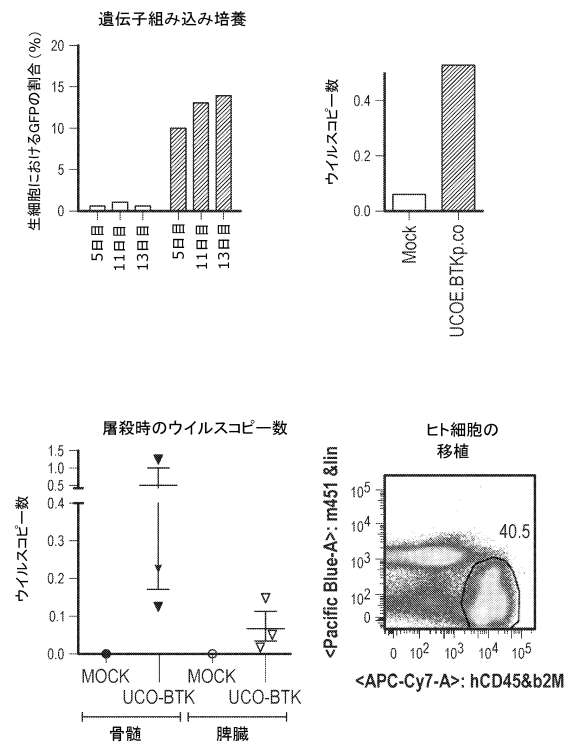 遺伝子組み込み培養
生細胞におけるGFPの割合(%)
20
15
10
5
0
5日目
11日目
13日目
5日目
11日目
13日目
ウイルスコピー数
0.4
0.2
0.0
Mock
UCOE.BTKp.co
屠殺時のウイルスコピー数
ウイルスコピー数
1.5
1.0
0.5
0.4
0.3
0.2
0.1
0.0
MOCK
UCO-BTK
MOCK
UCO-BTK
骨髄
脾臓
ヒト細胞の
移植
<Pacific Blue-A>: m451 &lin
10⁵
10⁴
10³
10²
0
40.5
0 10² 10³ 10⁴ 10⁵
<APC-Cy7-A>: hCD45&b2M